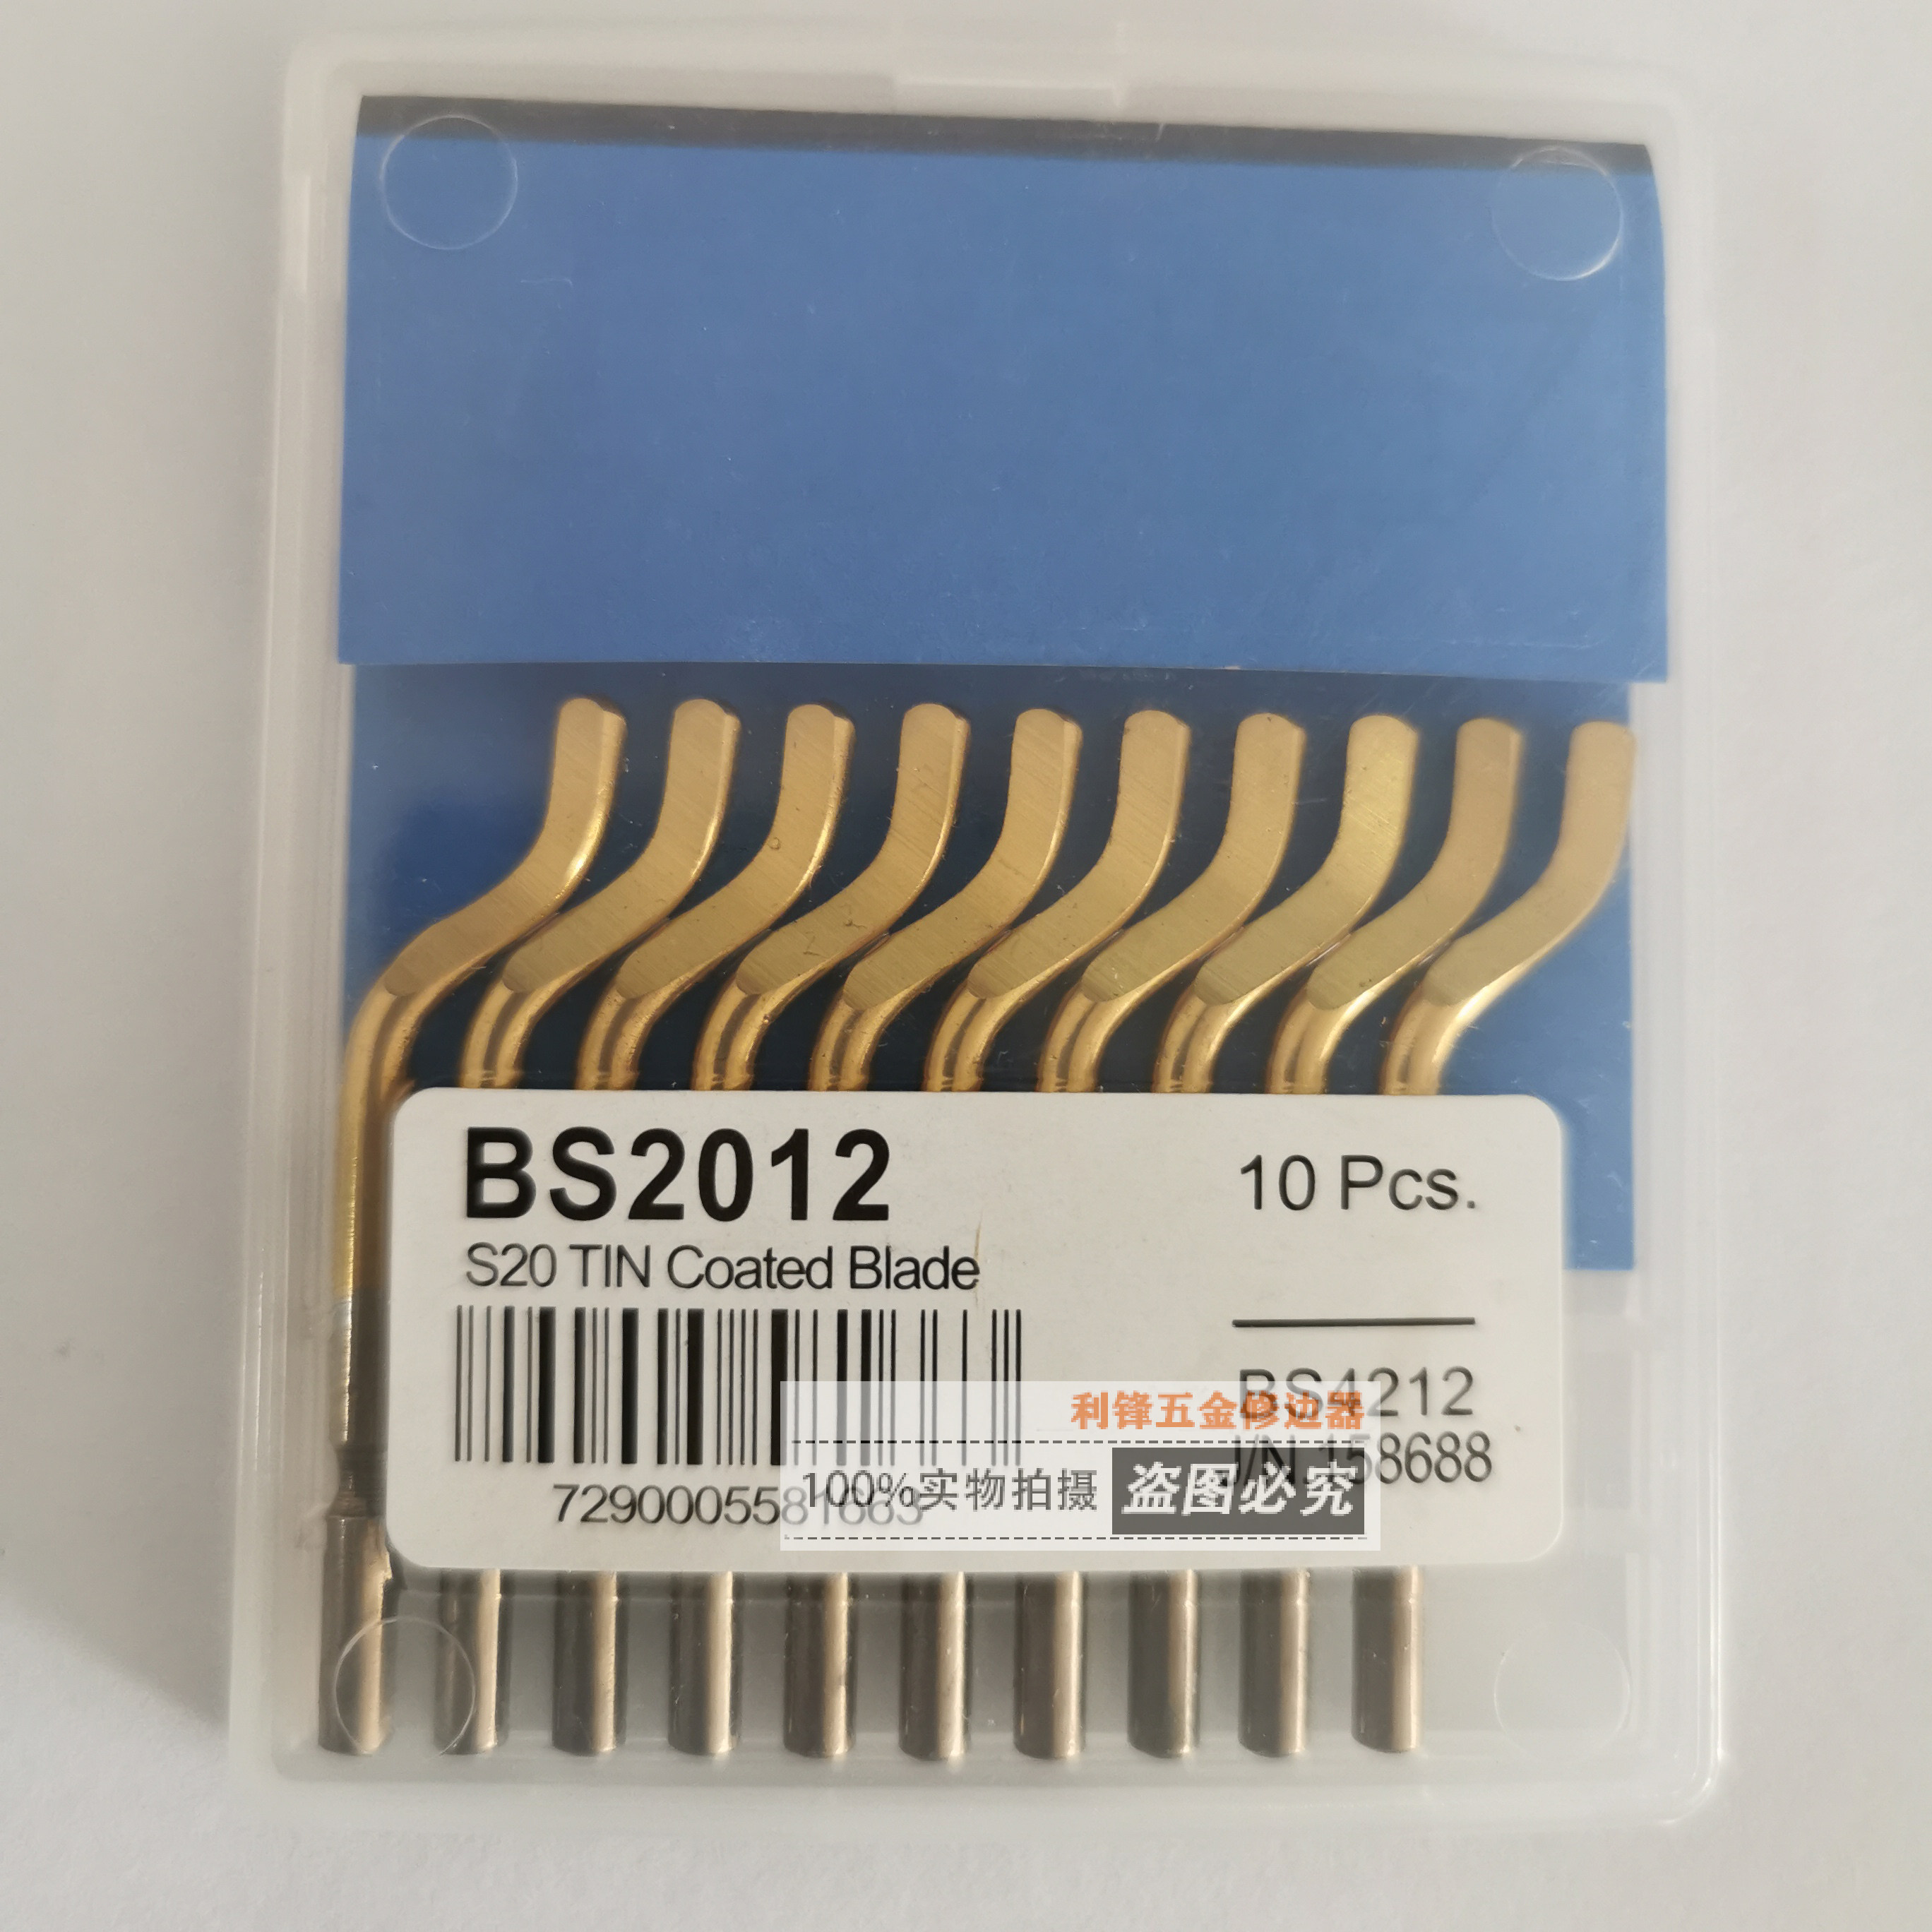 BS2012
10 Pcs.
S20 TIN Coated Blade
BS4212
J/N 158688
7290005581663
利锋五金修边器
100%实物拍摄 盗图必究